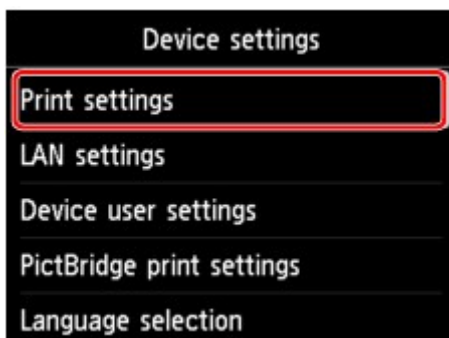 Device settings
Print settings
LAN settings
Device user settings
PictBridge print settings
Language selection